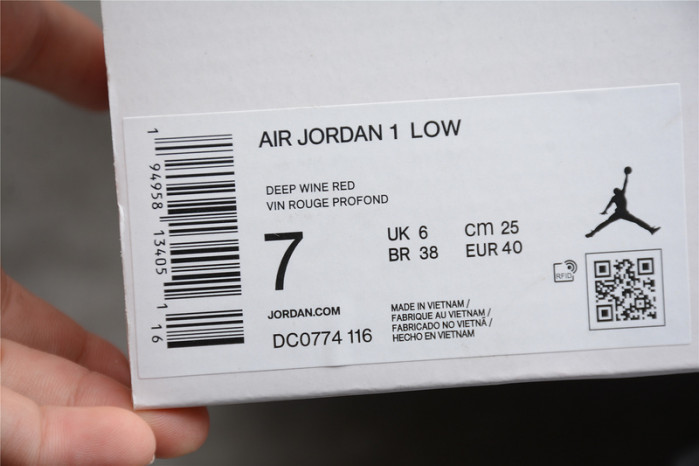 AIR JORDAN 1 LOW
DEEP WINE RED
VIN ROUGE PROFOND
7
UK 6 cm 25
BR 38 EUR 40
RFID
JORDAN.COM
DC0774 116
MADE IN VIETNAM /
FABRIQUE AU VIETNAM /
FABRICADO NO VIETNÃ /
HECHO EN VIETNAM
1 94958 13405 1 16